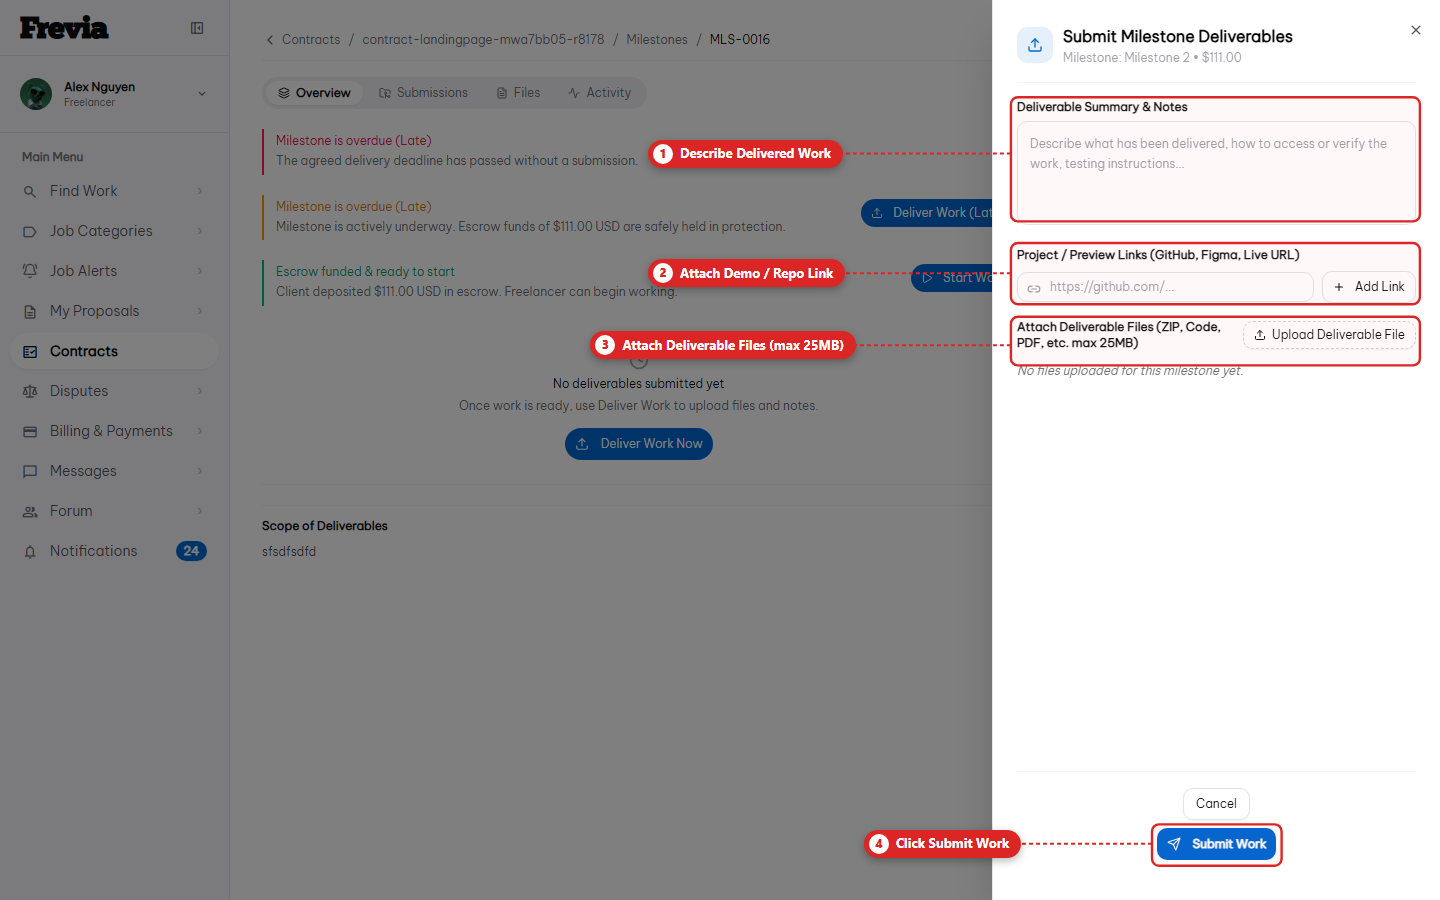 Frevia
Alex Nguyen
Freelancer
Main Menu
Find Work
Job Categories
Job Alerts
My Proposals
Contracts
Disputes
Billing & Payments
Messages
Forum
Notifications
24
Contracts / contract-landingpage-mwa7bb05-r8178 / Milestones / MLS-0016
Overview
Submissions
Files
Activity
Milestone is overdue (Late)
The agreed delivery deadline has passed without a submission.
Milestone is overdue (Late)
Milestone is actively underway. Escrow funds of $111.00 USD are safely held in protection.
Deliver Work (Lat
Escrow funded & ready to start
Client deposited $111.00 USD in escrow. Freelancer can begin working.
Start Wo
No deliverables submitted yet
Once work is ready, use Deliver Work to upload files and notes.
Deliver Work Now
Scope of Deliverables
sfsdfsdfd
1 Describe Delivered Work
2 Attach Demo / Repo Link
3 Attach Deliverable Files (max 25MB)
4 Click Submit Work
Submit Milestone Deliverables
Milestone: Milestone 2 • $111.00
Deliverable Summary & Notes
Describe what has been delivered, how to access or verify the
work, testing instructions...
Project / Preview Links (GitHub, Figma, Live URL)
https://github.com/...
+ Add Link
Attach Deliverable Files (ZIP, Code,
PDF, etc. max 25MB)
Upload Deliverable File
No files uploaded for this milestone yet.
Cancel
Submit Work